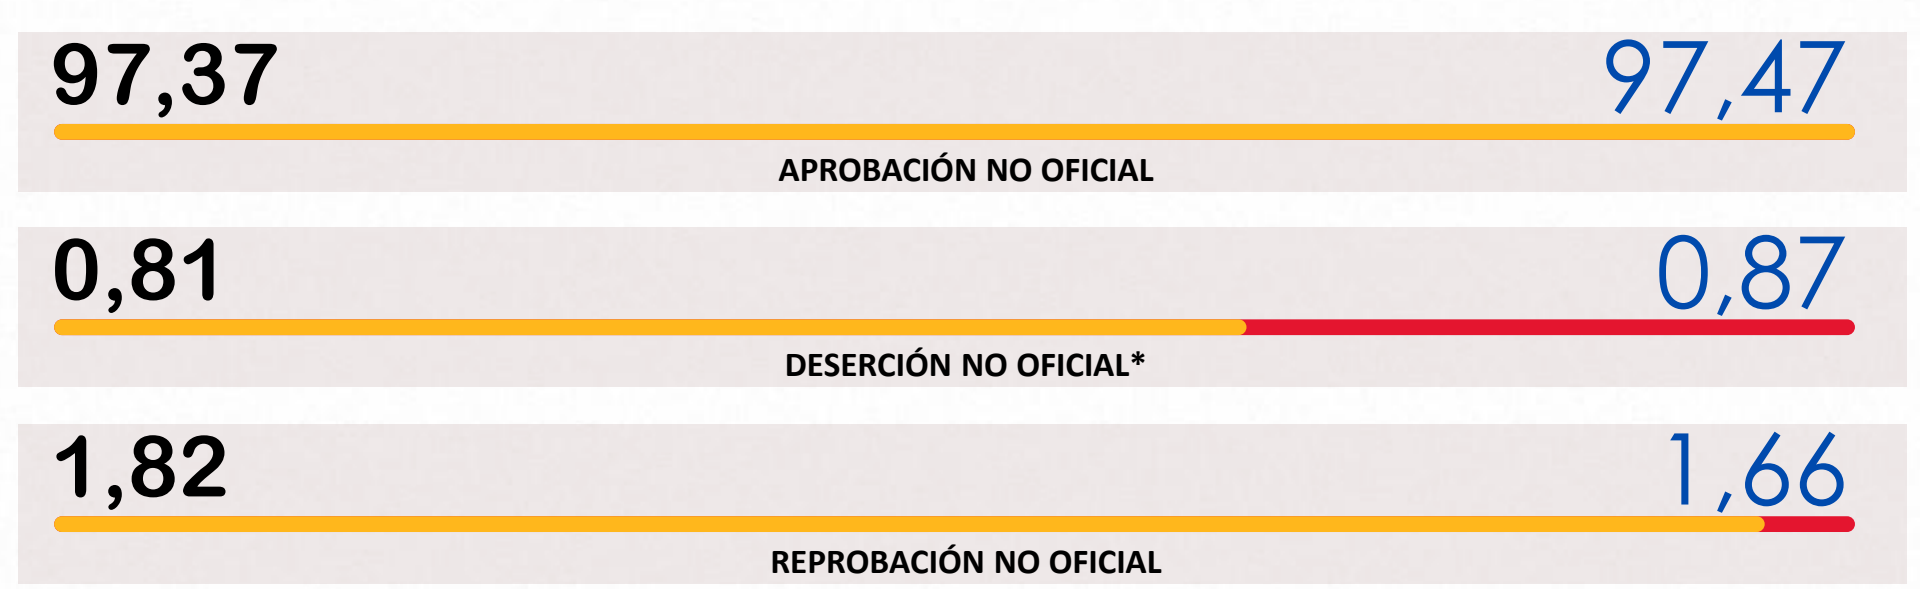 97,37 97,47
APROBACIÓN NO OFICIAL
0,81 0,87
DESERCIÓN NO OFICIAL*
1,82 1,66
REPROBACIÓN NO OFICIAL